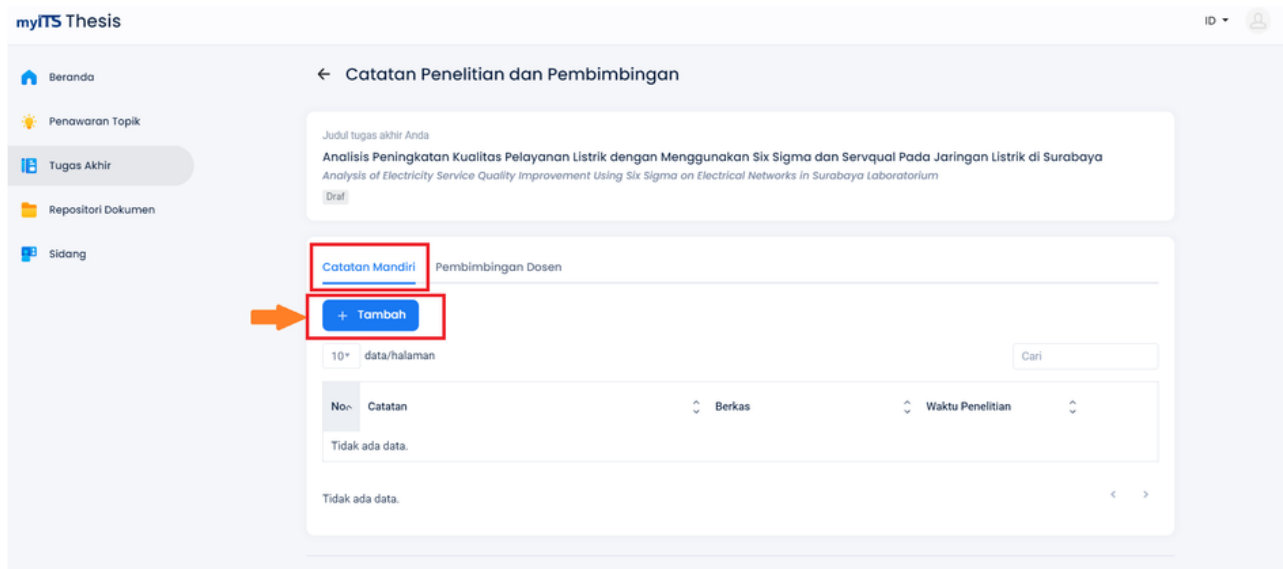 myITS Thesis
ID
Beranda
Penawaran Topik
Tugas Akhir
Repositori Dokumen
Sidang
Catatan Penelitian dan Pembimbingan
Judul tugas akhir Anda
Analisis Peningkatan Kualitas Pelayanan Listrik dengan Menggunakan Six Sigma dan Servqual Pada Jaringan Listrik di Surabaya
Analysis of Electricity Service Quality Improvement Using Six Sigma on Electrical Networks in Surabaya Laboratorium
Draf
Catatan Mandiri Pembimbingan Dosen
+ Tambah
10 data/halaman Cari
No Catatan Berkas Waktu Penelitian
Tidak ada data.
Tidak ada data. < >